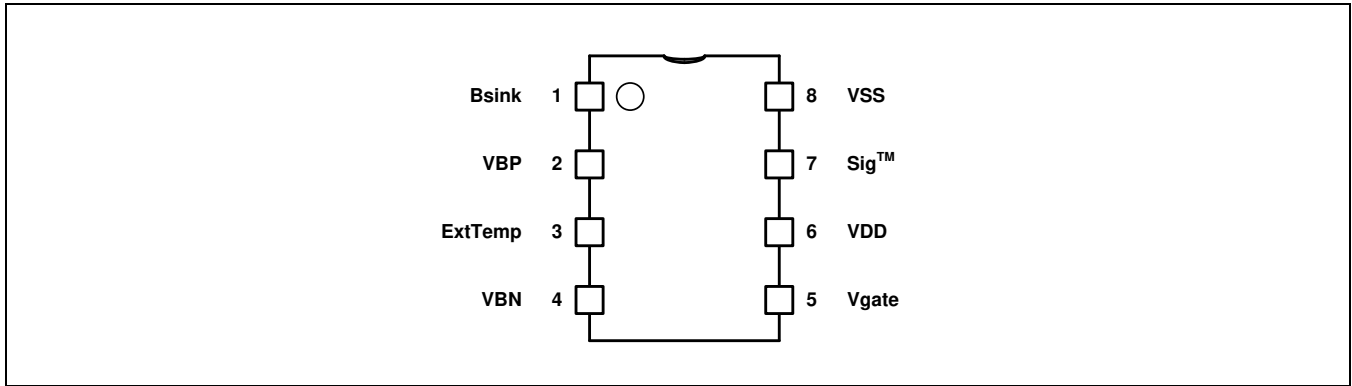 Bsink 1 8 VSS
VBP 2 7 Sig™
ExtTemp 3 6 VDD
VBN 4 5 Vgate